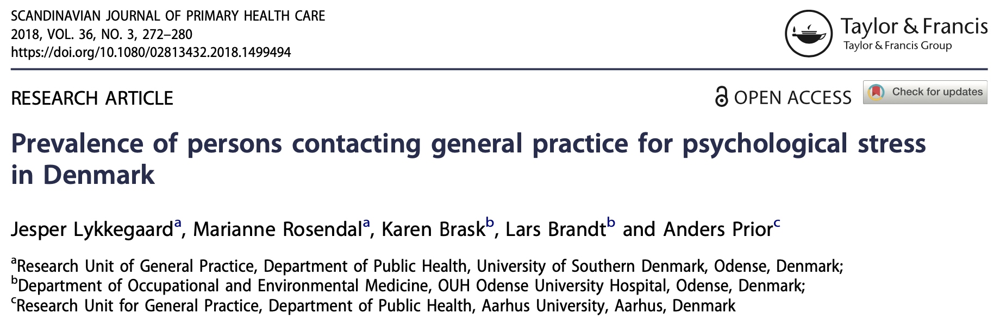 SCANDINAVIAN JOURNAL OF PRIMARY HEALTH CARE
2018, VOL. 36, NO. 3, 272–280
https://doi.org/10.1080/02813432.2018.1499494
Taylor & Francis
Taylor & Francis Group
RESEARCH ARTICLE
OPEN ACCESS
Check for updates
Prevalence of persons contacting general practice for psychological stress
in Denmark
Jesper Lykkegaardᵃ, Marianne Rosendalᵃ, Karen Braskᵇ, Lars Brandtᵇ and Anders Priorᶜ
ᵃResearch Unit of General Practice, Department of Public Health, University of Southern Denmark, Odense, Denmark;
ᵇDepartment of Occupational and Environmental Medicine, OUH Odense University Hospital, Odense, Denmark;
ᶜResearch Unit for General Practice, Department of Public Health, Aarhus University, Aarhus, Denmark